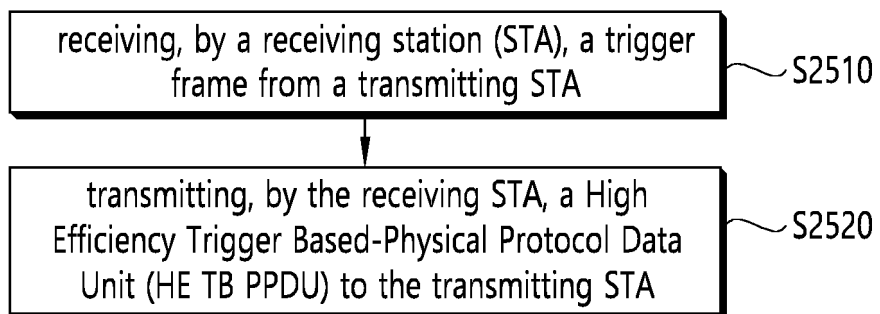 receiving, by a receiving station (STA), a trigger
frame from a transmitting STA
S2510
transmitting, by the receiving STA, a High
Efficiency Trigger Based-Physical Protocol Data
Unit (HE TB PPDU) to the transmitting STA
S2520